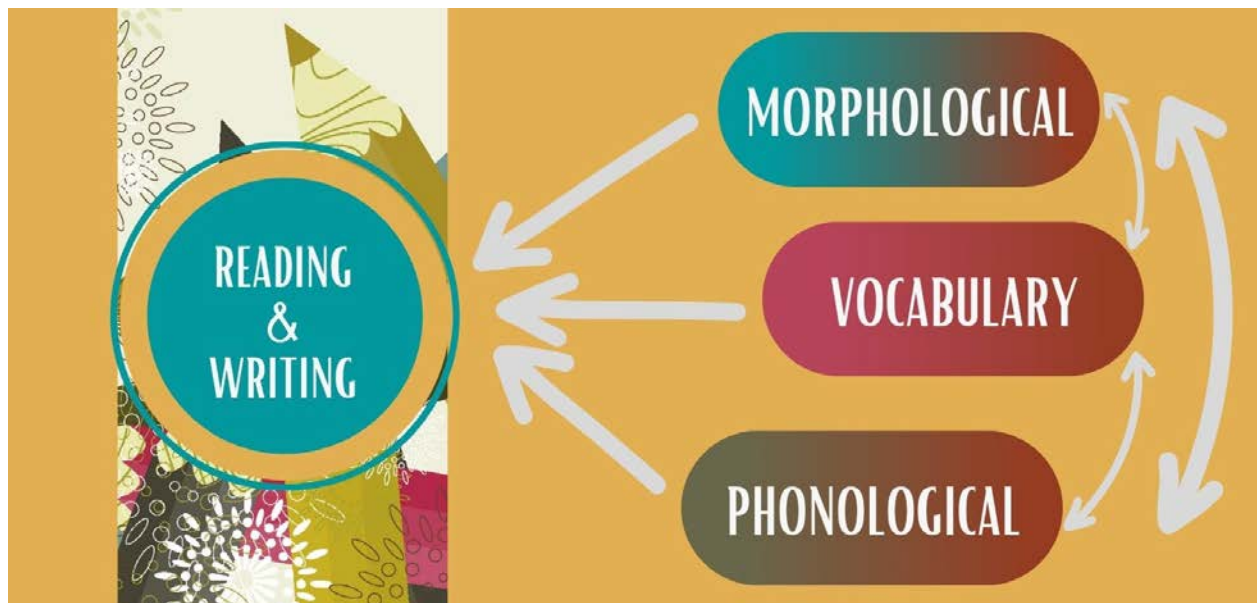 READING
&
WRITING
MORPHOLOGICAL
VOCABULARY
PHONOLOGICAL